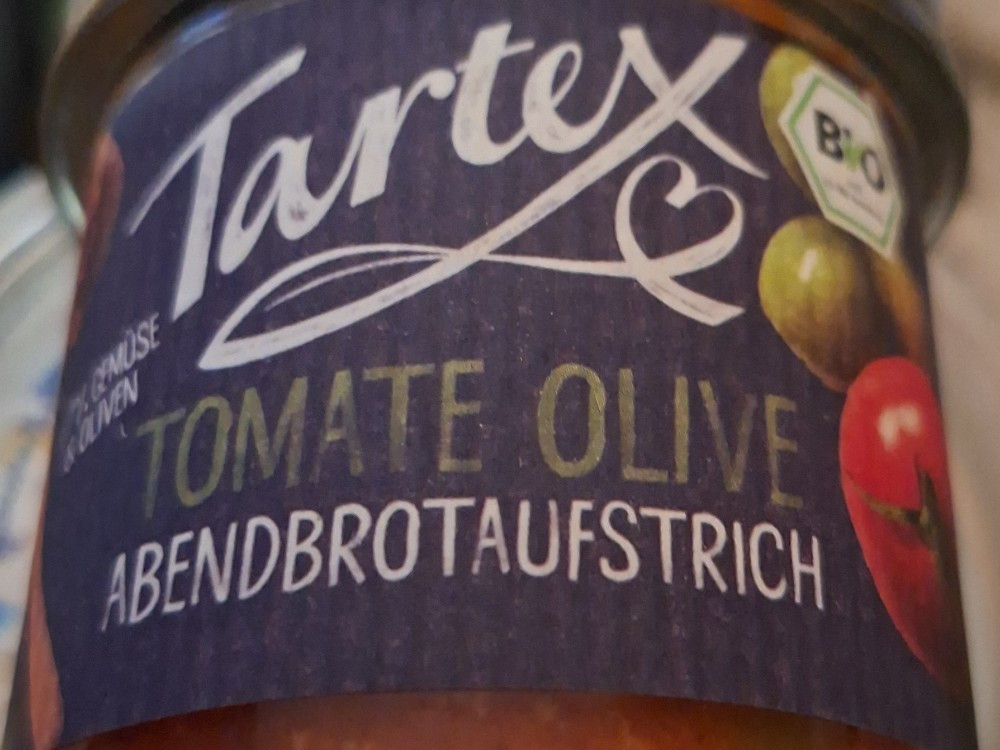 Tartex
BIO
GEMÜSE
& OLIVEN
TOMATE OLIVE
ABENDBROTAUFSTRICH